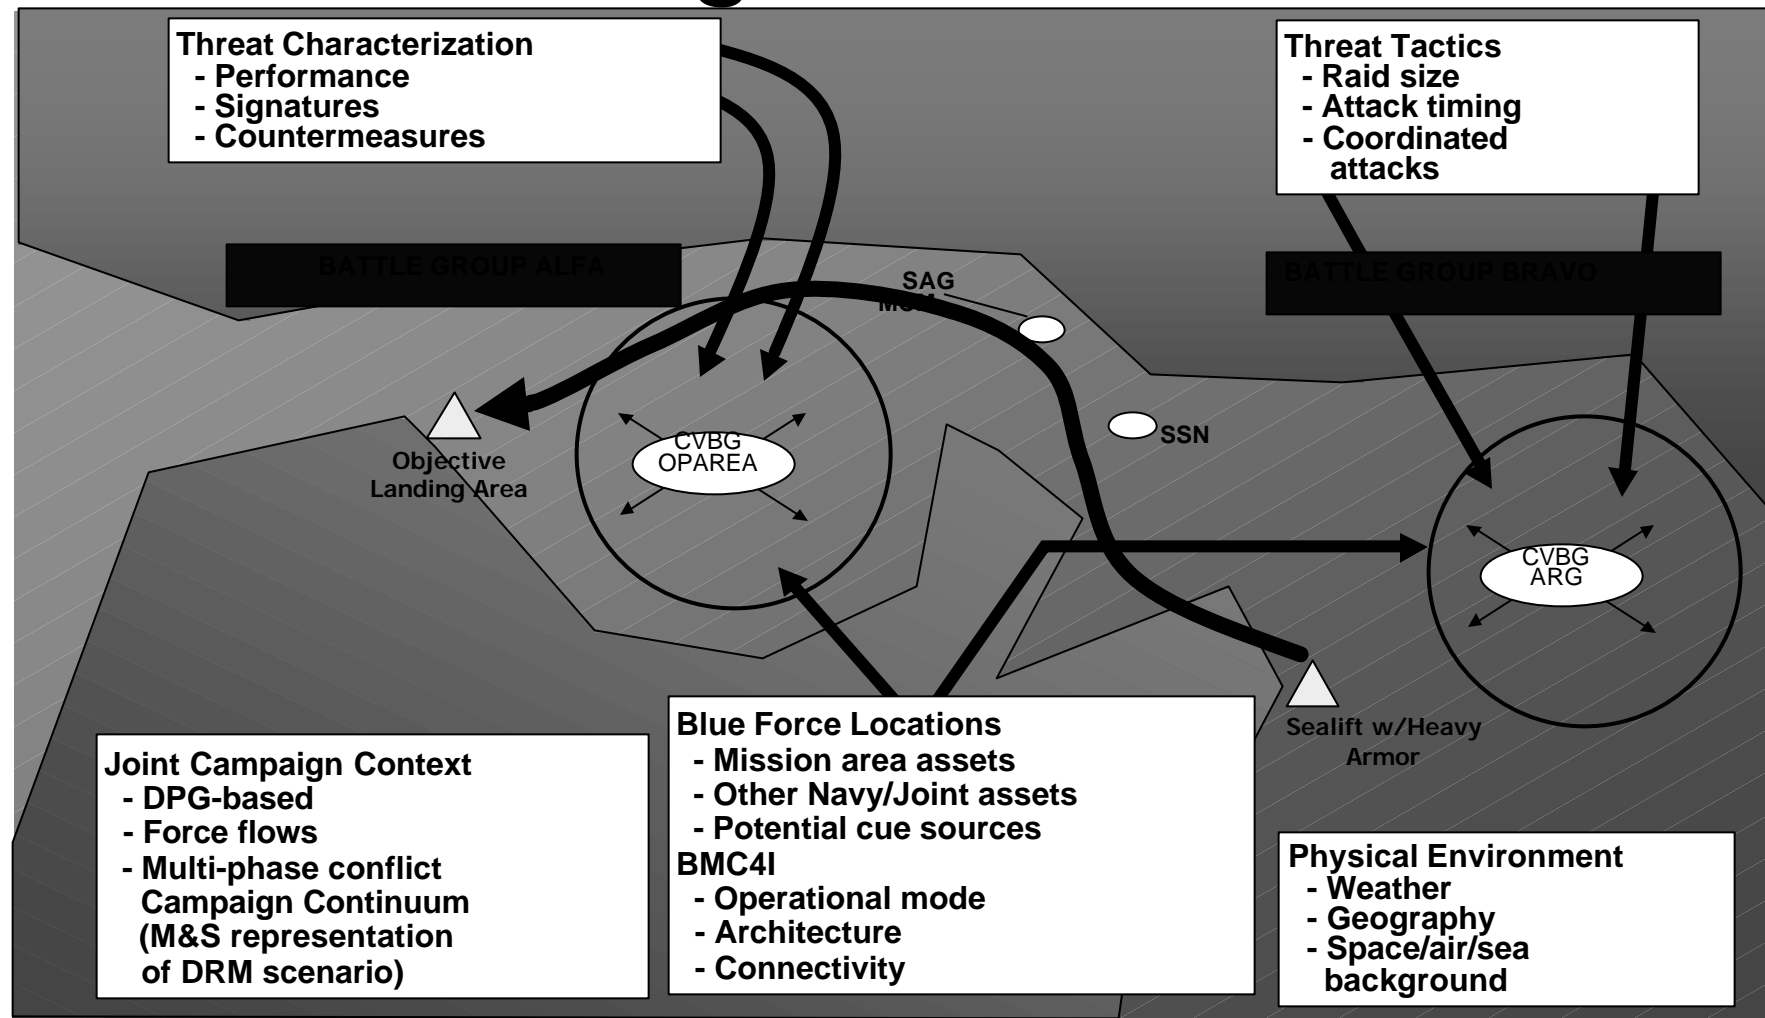 Threat Characterization
- Performance
- Signatures
- Countermeasures
Threat Tactics
- Raid size
- Attack timing
- Coordinated
attacks
BATTLE GROUP ALFA
BATTLE GROUP BRAVO
SAG
SSN
CVBG
OPAREA
Objective
Landing Area
CVBG
ARG
Sealift w/Heavy
Armor
Joint Campaign Context
- DPG-based
- Force flows
- Multi-phase conflict
Campaign Continuum
(M&S representation
of DRM scenario)
Blue Force Locations
- Mission area assets
- Other Navy/Joint assets
- Potential cue sources
BMC4I
- Operational mode
- Architecture
- Connectivity
Physical Environment
- Weather
- Geography
- Space/air/sea
background